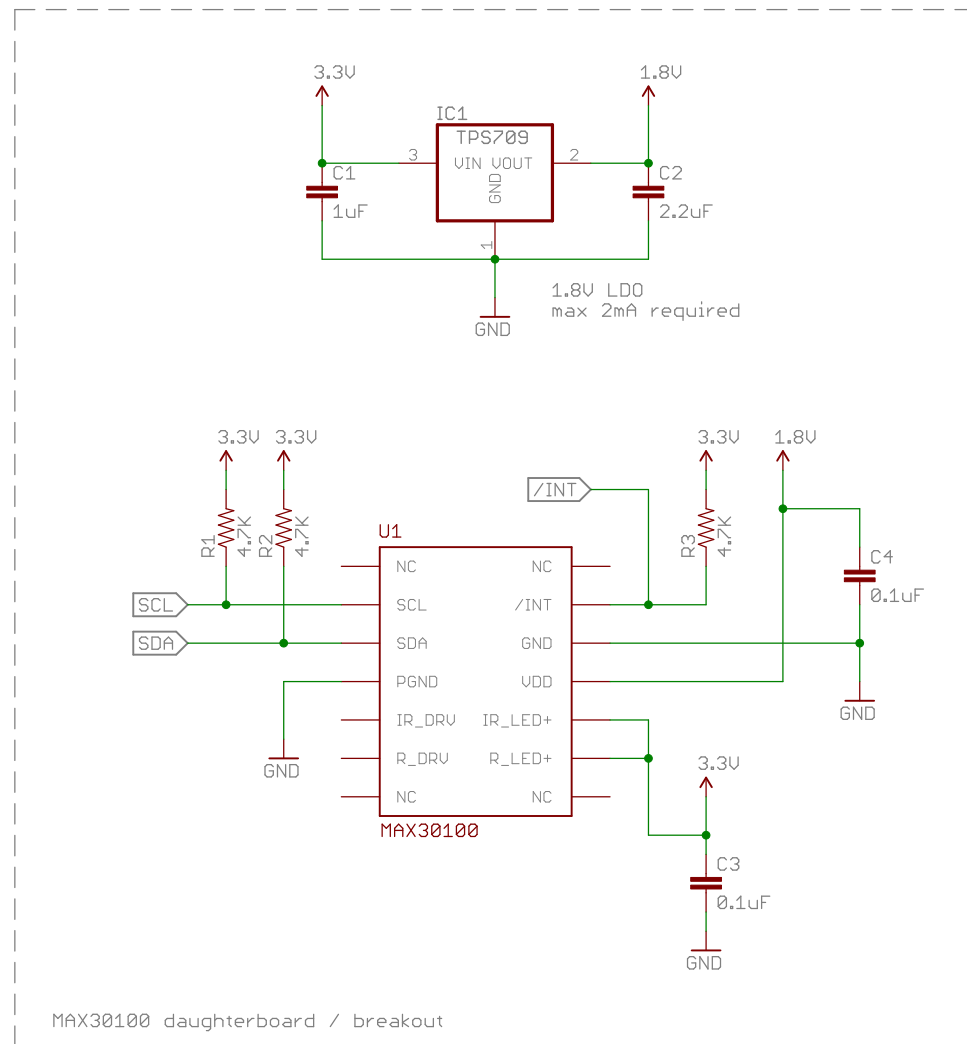 3.3V
1.8V
IC1
TPS709
3
VIN VOUT
2
GND
1
C1
1uF
C2
2.2uF
GND
1.8V LDO
max 2mA required
3.3V
3.3V
3.3V
1.8V
/INT
R1
4.7K
R2
4.7K
R3
4.7K
U1
C4
0.1uF
NC
NC
SCL
SCL
/INT
SDA
SDA
GND
PGND
VDD
GND
IR_DRV
IR_LED+
R_DRV
R_LED+
GND
3.3V
NC
NC
MAX30100
C3
0.1uF
GND
MAX30100 daughterboard / breakout